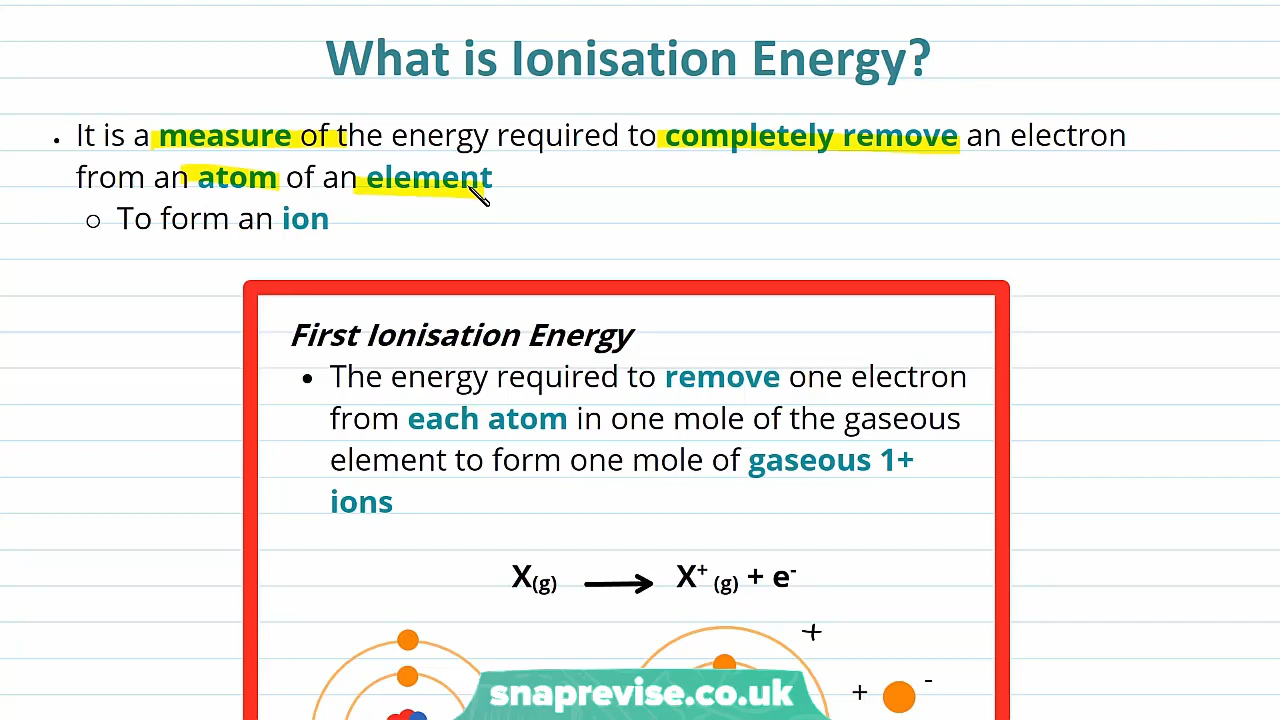 What is Ionisation Energy?
• It is a measure of the energy required to completely remove an electron
from an atom of an element
○ To form an ion
First Ionisation Energy
• The energy required to remove one electron
from each atom in one mole of the gaseous
element to form one mole of gaseous 1+
ions
X(g) ⟶ X⁺ (g) + e⁻
+
+ -
snaprevise.co.uk